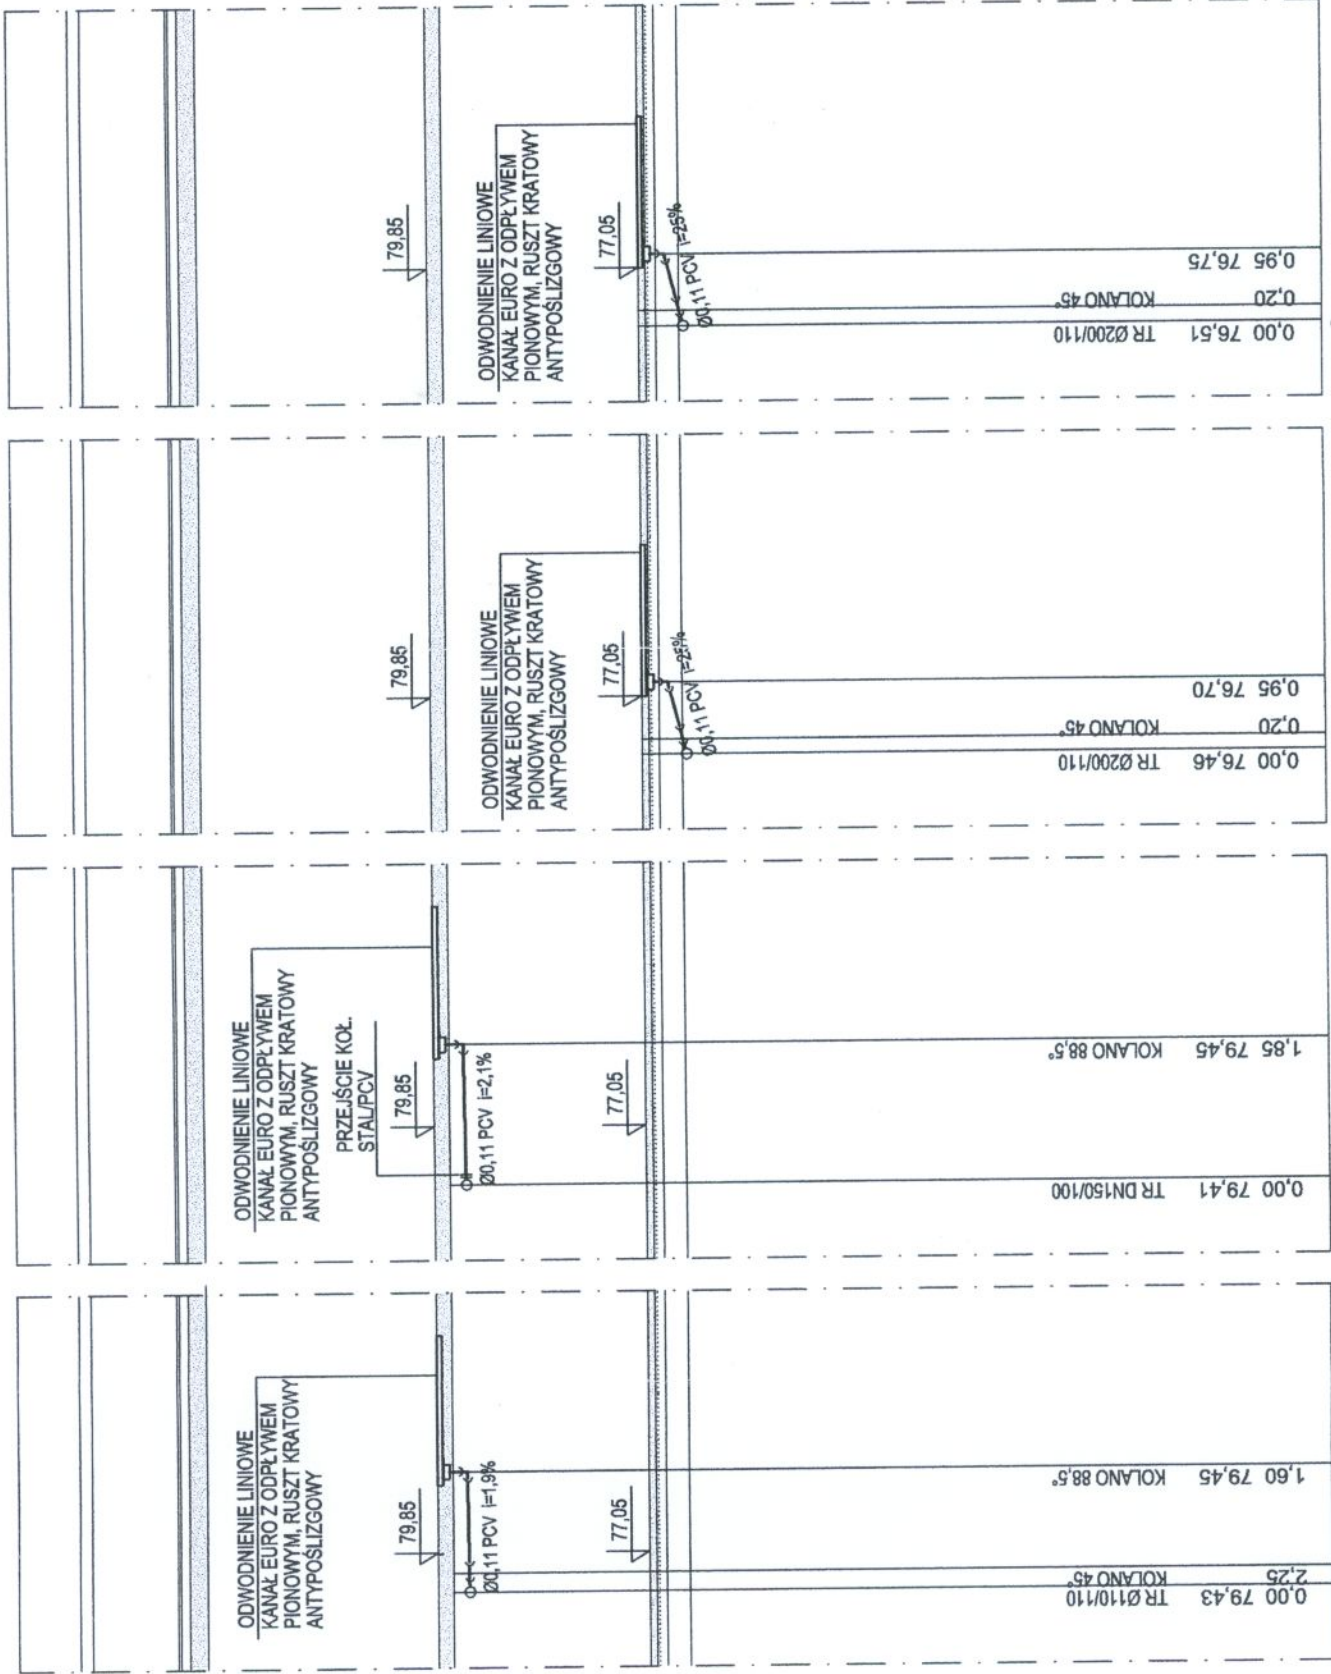 ODWODNIENIE LINIOWE
KANAŁ EURO Z ODPŁYWEM
PIONOWYM, RUSZT KRATOWY
ANTYPOŚLIZGOWY
79,85
77,05
Ø0,11 PCV i=25%
0,00 76,51 TR Ø200/110
0,20 KOLANO 45°
0,95 76,75
ODWODNIENIE LINIOWE
KANAŁ EURO Z ODPŁYWEM
PIONOWYM, RUSZT KRATOWY
ANTYPOŚLIZGOWY
79,85
77,05
Ø0,11 PCV i=25%
0,00 76,46 TR Ø200/110
0,20 KOLANO 45°
0,95 76,70
ODWODNIENIE LINIOWE
KANAŁ EURO Z ODPŁYWEM
PIONOWYM, RUSZT KRATOWY
ANTYPOŚLIZGOWY
PRZEJŚCIE KOŁ.
STAL/PCV
79,85
77,05
Ø0,11 PCV i=2,1%
0,00 79,41 TR DN150/100
1,85 79,45 KOLANO 88,5°
ODWODNIENIE LINIOWE
KANAŁ EURO Z ODPŁYWEM
PIONOWYM, RUSZT KRATOWY
ANTYPOŚLIZGOWY
79,85
77,05
Ø0,11 PCV i=1,9%
0,00 79,43 TR Ø110/110
2,25 KOLANO 45°
1,60 79,45 KOLANO 88,5°